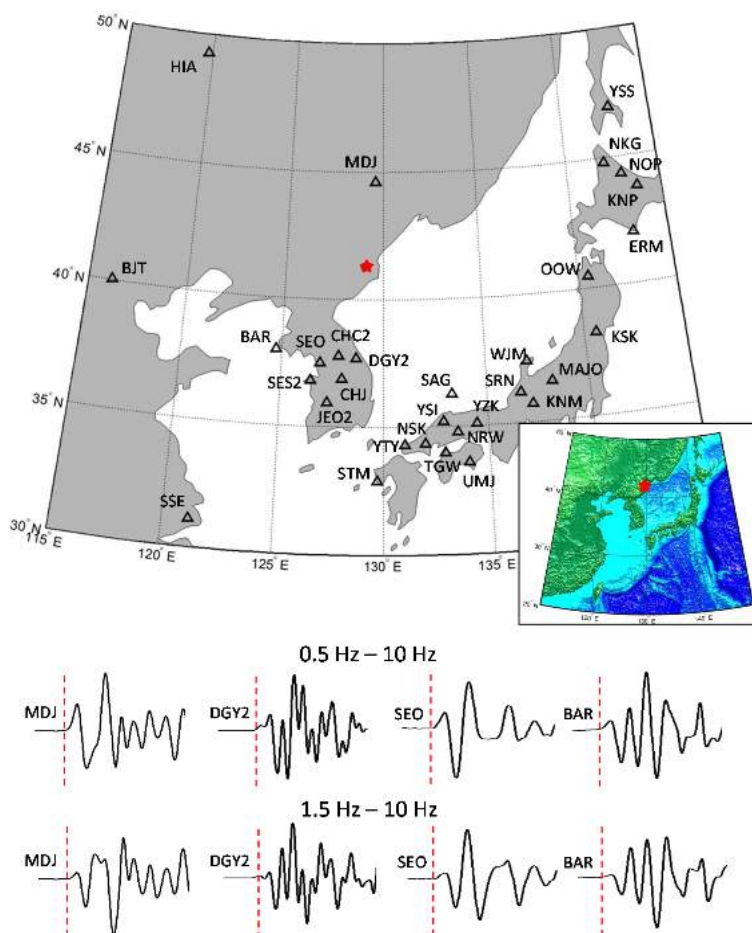 50° N
HIA
YSS
45° N
NKG
MDJ
NOP
KNP
ERM
40° N
BJT
OOW
BAR
SEO
CHC2
DGY2
KSK
WJM
MAJO
SES2
CHJ
SAG
SRN
35° N
JEO2
YSI
YZK
KNM
NSK
NRW
YTY
STM
TGW
UMJ
SSE
30° N
115° E
120° E
125° E
130° E
135° E
0.5 Hz – 10 Hz
MDJ
DGY2
SEO
BAR
1.5 Hz – 10 Hz
MDJ
DGY2
SEO
BAR